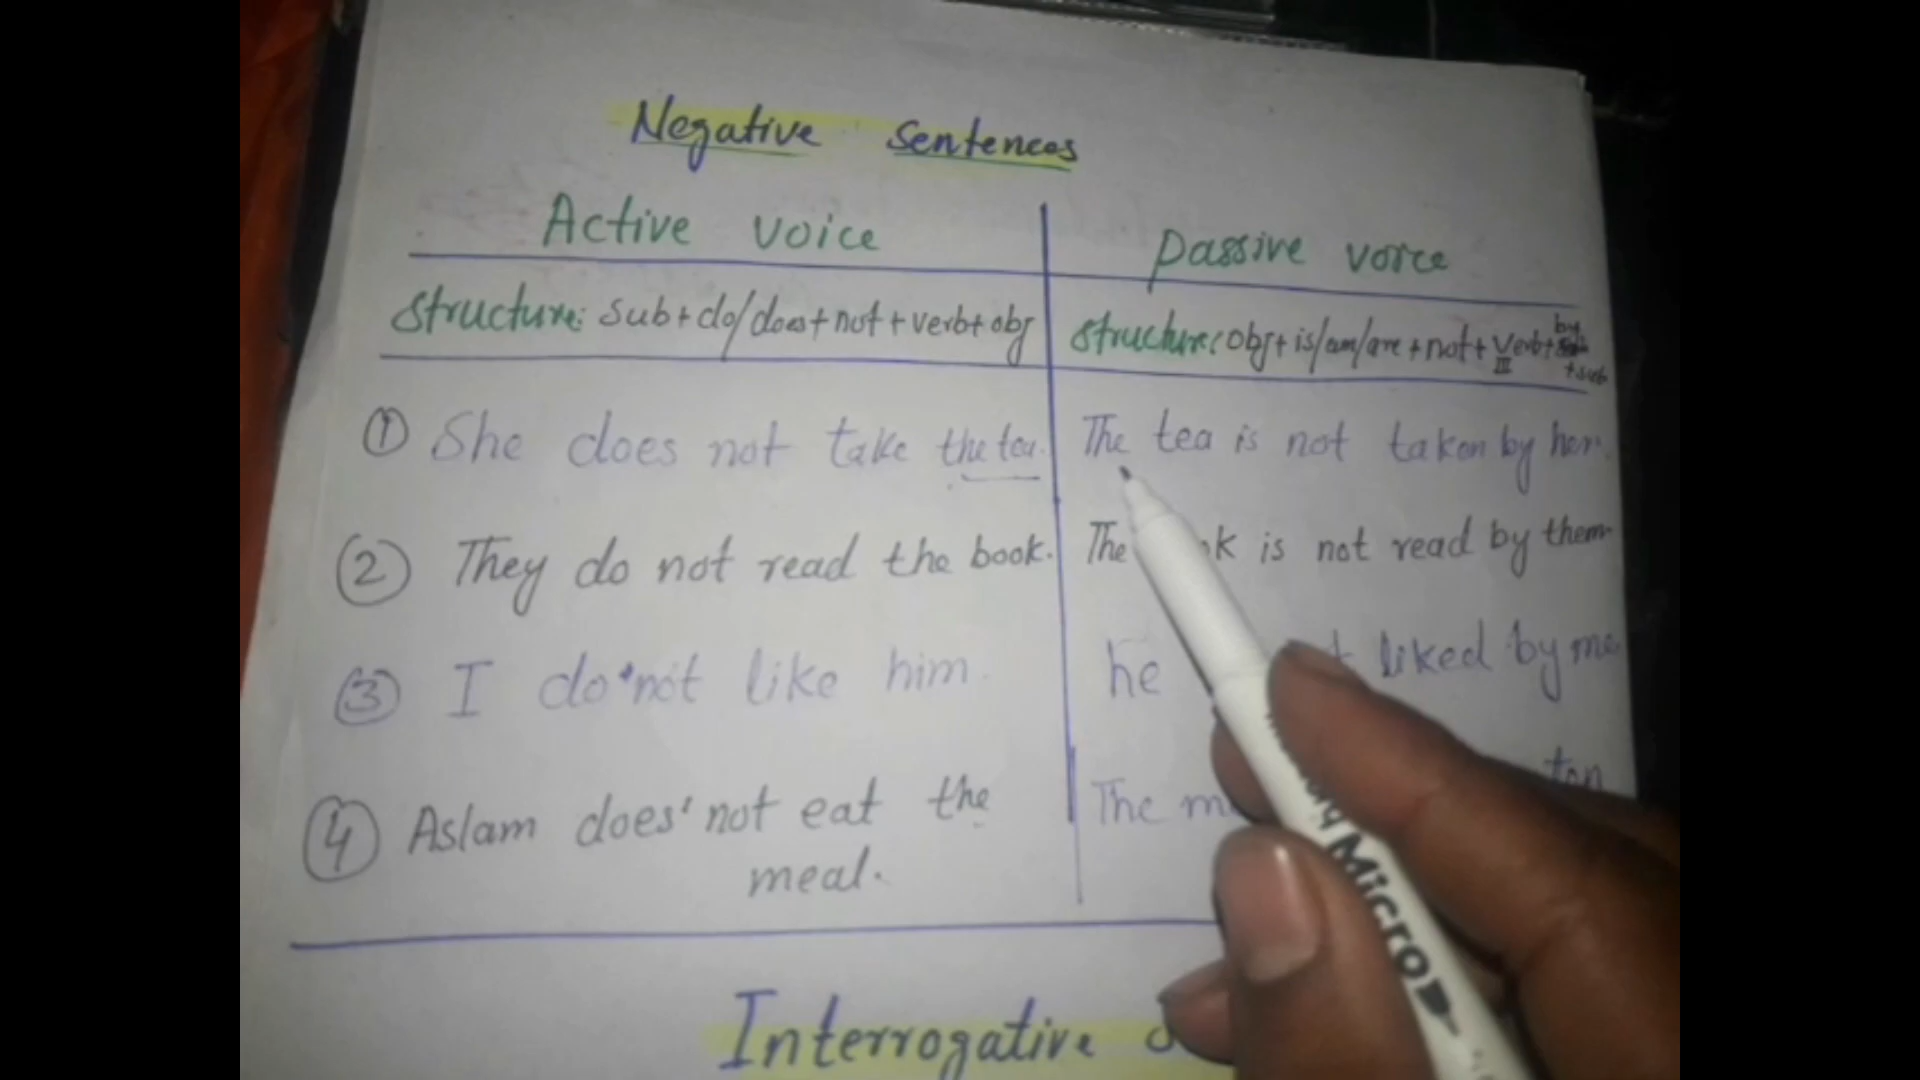 Negative sentences
Active voice
Passive voice
Structure: Sub+do/does+not+verb+obj
Structure: Obj+is/am/are+not+Verb+
III
by
+sub
① She does not take the tea.
The tea is not taken by her.
② They do not read the book.
The is not read by them.
③ I do not like him.
he liked by me
④ Aslam does not eat the
meal.
The
Interrogative
Micro